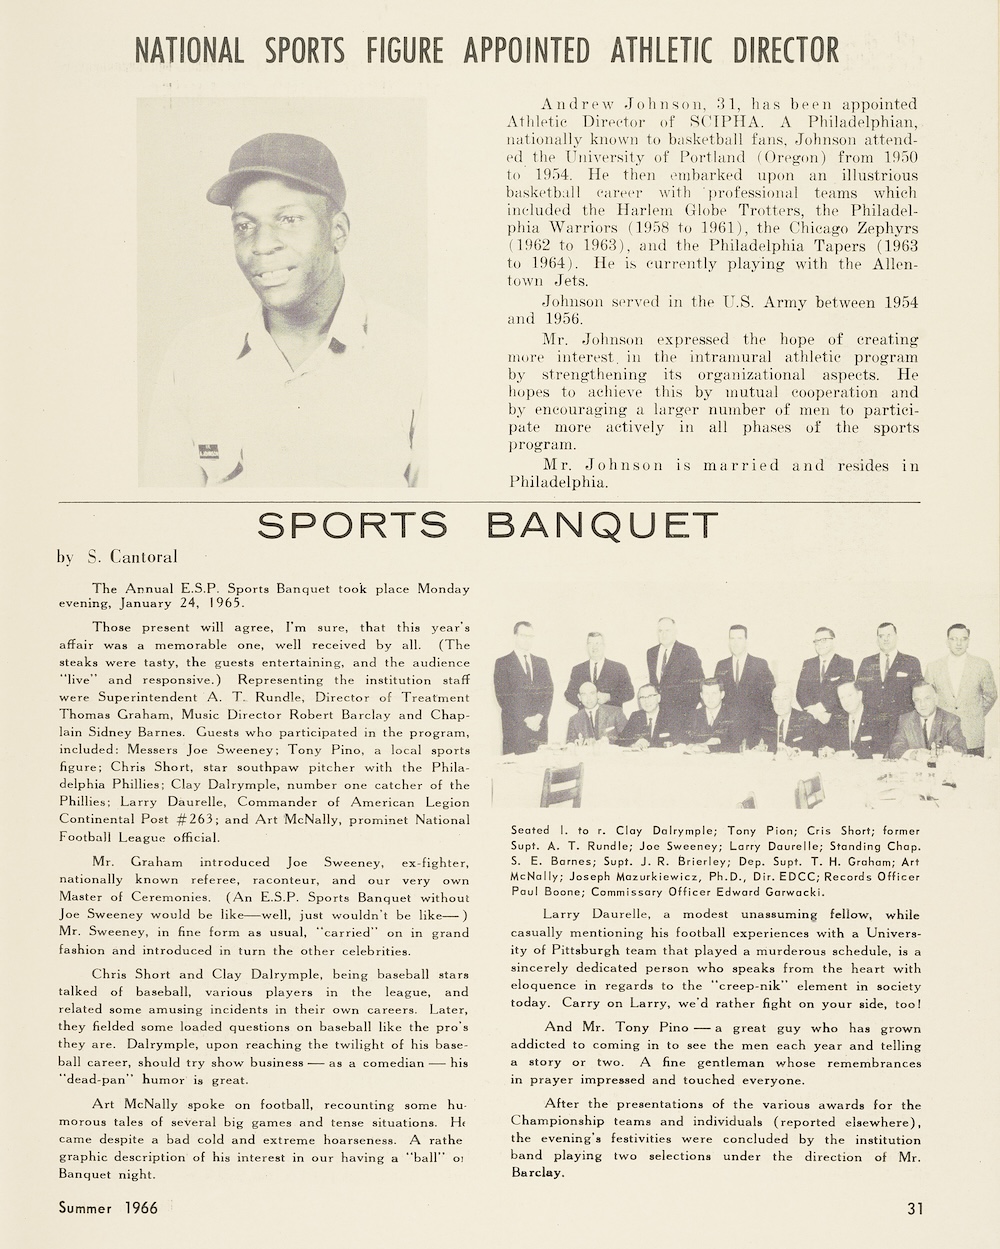 NATIONAL SPORTS FIGURE APPOINTED ATHLETIC DIRECTOR
Andrew Johnson, 31, has been appointed
Athletic Director of SCIPHA. A Philadelphian,
nationally known to basketball fans, Johnson attend-
ed the University of Portland (Oregon) from 1950
to 1954. He then embarked upon an illustrious
basketball career with professional teams which
included the Harlem Globe Trotters, the Philadel-
phia Warriors (1958 to 1961), the Chicago Zephyrs
(1962 to 1963), and the Philadelphia Tapers (1963
to 1964). He is currently playing with the Allen-
town Jets.
Johnson served in the U.S. Army between 1954
and 1956.
Mr. Johnson expressed the hope of creating
more interest in the intramural athletic program
by strengthening its organizational aspects. He
hopes to achieve this by mutual cooperation and
by encouraging a larger number of men to partici-
pate more actively in all phases of the sports
program.
Mr. Johnson is married and resides in
Philadelphia.
SPORTS BANQUET
by S. Cantoral
The Annual E.S.P. Sports Banquet took place Monday
evening, January 24, 1965.
Those present will agree, I'm sure, that this year's
affair was a memorable one, well received by all. (The
steaks were tasty, the guests entertaining, and the audience
"live" and responsive.) Representing the institution staff
were Superintendent A. T. Rundle, Director of Treatment
Thomas Graham, Music Director Robert Barclay and Chap-
lain Sidney Barnes. Guests who participated in the program,
included: Messers Joe Sweeney; Tony Pino, a local sports
figure; Chris Short, star southpaw pitcher with the Phila-
delphia Phillies; Clay Dalrymple, number one catcher of the
Phillies; Larry Daurelle, Commander of American Legion
Continental Post #263; and Art McNally, prominet National
Football League official.
Mr. Graham introduced Joe Sweeney, ex-fighter,
nationally known referee, raconteur, and our very own
Master of Ceremonies. (An E.S.P. Sports Banquet without
Joe Sweeney would be like—well, just wouldn't be like—)
Mr. Sweeney, in fine form as usual, "carried" on in grand
fashion and introduced in turn the other celebrities.
Chris Short and Clay Dalrymple, being baseball stars
talked of baseball, various players in the league, and
related some amusing incidents in their own careers. Later,
they fielded some loaded questions on baseball like the pro's
they are. Dalrymple, upon reaching the twilight of his base-
ball career, should try show business — as a comedian — his
"dead-pan" humor is great.
Art McNally spoke on football, recounting some hu-
morous tales of several big games and tense situations. He
came despite a bad cold and extreme hoarseness. A rathe
graphic description of his interest in our having a "ball" o
Banquet night.
Seated l. to r. Clay Dalrymple; Tony Pion; Cris Short; former
Supt. A. T. Rundle; Joe Sweeney; Larry Daurelle; Standing Chap.
S. E. Barnes; Supt. J. R. Brierley; Dep. Supt. T. H. Graham; Art
McNally; Joseph Mazurkiewicz, Ph.D., Dir. EDCC; Records Officer
Paul Boone; Commissary Officer Edward Garwacki.
Larry Daurelle, a modest unassuming fellow, while
casually mentioning his football experiences with a Univers-
ity of Pittsburgh team that played a murderous schedule, is a
sincerely dedicated person who speaks from the heart with
eloquence in regards to the "creep-nik" element in society
today. Carry on Larry, we'd rather fight on your side, too!
And Mr. Tony Pino — a great guy who has grown
addicted to coming in to see the men each year and telling
a story or two. A fine gentleman whose remembrances
in prayer impressed and touched everyone.
After the presentations of the various awards for the
Championship teams and individuals (reported elsewhere),
the evening's festivities were concluded by the institution
band playing two selections under the direction of Mr.
Barclay.
Summer 1966
31